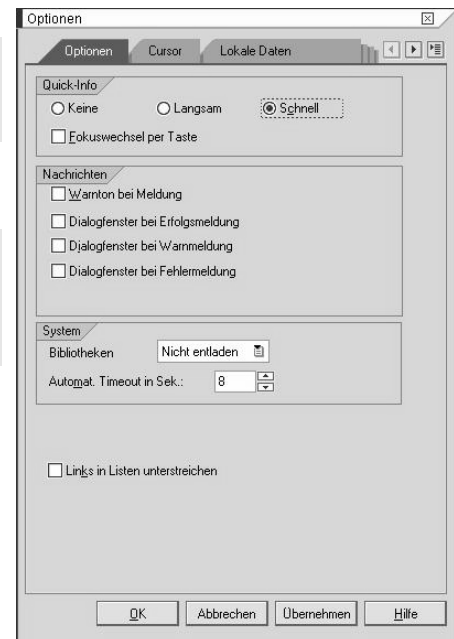 Optionen
Optionen Cursor Lokale Daten
Quick-Info
Keine Langsam Schnell
Fokuswechsel per Taste
Nachrichten
Warnton bei Meldung
Dialogfenster bei Erfolgsmeldung
Dialogfenster bei Warnmeldung
Dialogfenster bei Fehlermeldung
System
Bibliotheken Nicht entladen
Automat. Timeout in Sek.: 8
Links in Listen unterstreichen
OK Abbrechen Übernehmen Hilfe